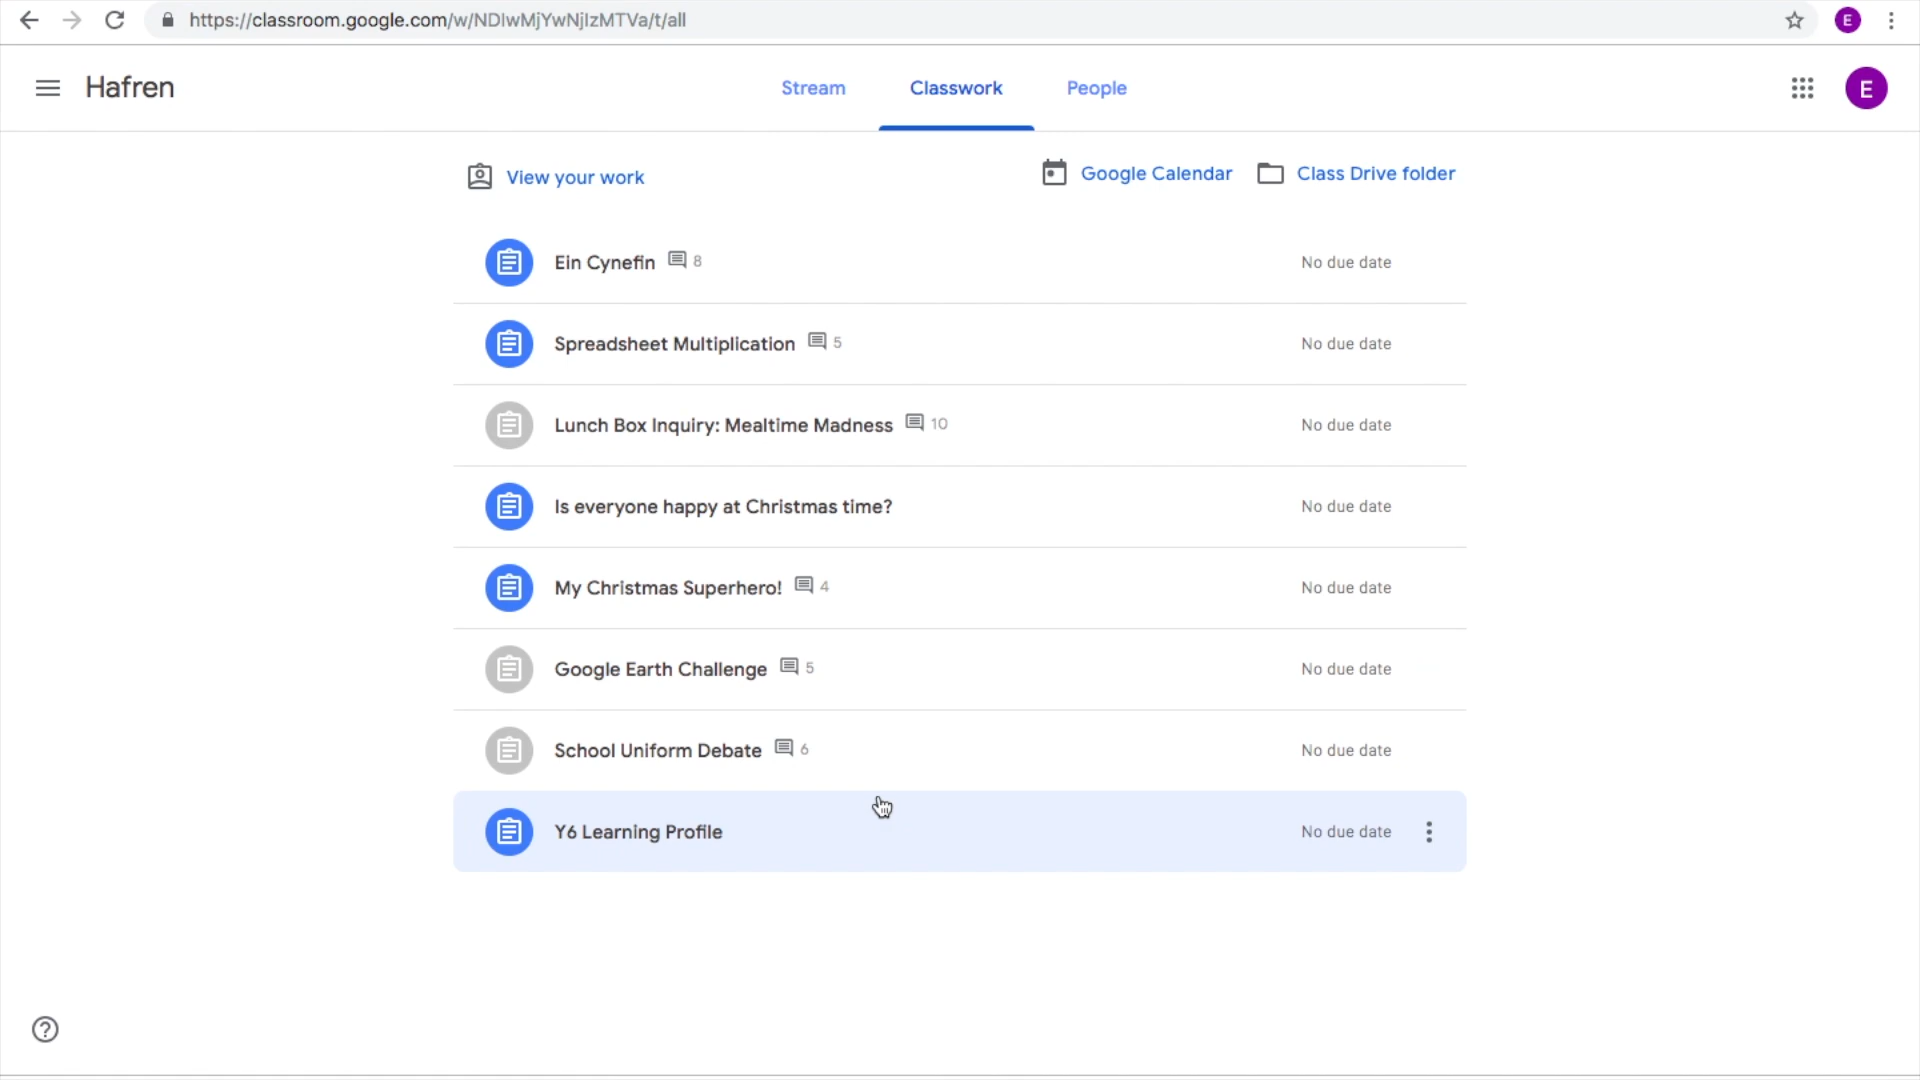 https://classroom.google.com/w/NDIwMjYwNjIzMTVa/t/all
E
Hafren
Stream
Classwork
People
E
View your work
Google Calendar
Class Drive folder
Ein Cynefin 8 No due date
Spreadsheet Multiplication 5 No due date
Lunch Box Inquiry: Mealtime Madness 10 No due date
Is everyone happy at Christmas time? No due date
My Christmas Superhero! 4 No due date
Google Earth Challenge 5 No due date
School Uniform Debate 6 No due date
Y6 Learning Profile No due date